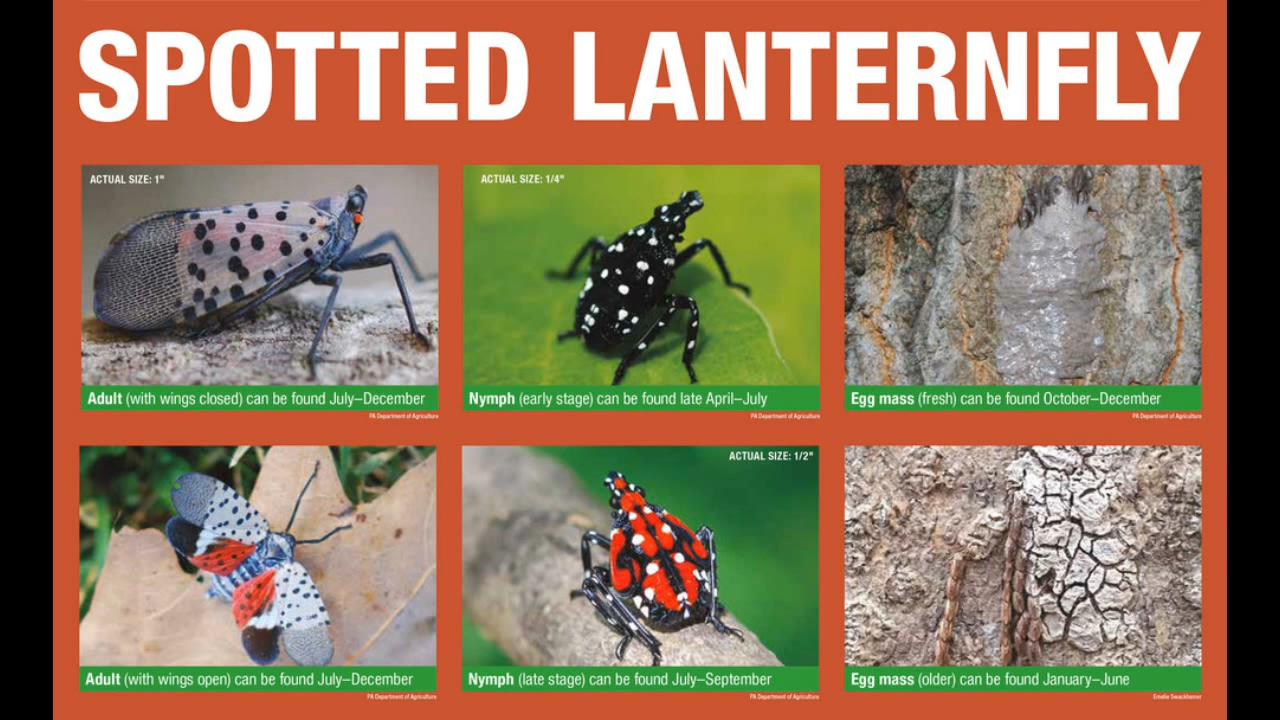 SPOTTED LANTERNFLY
ACTUAL SIZE: 1"
ACTUAL SIZE: 1/4"
Adult (with wings closed) can be found July–December
Nymph (early stage) can be found late April–July
Egg mass (fresh) can be found October–December
PA Department of Agriculture
PA Department of Agriculture
PA Department of Agriculture
ACTUAL SIZE: 1/2"
Adult (with wings open) can be found July–December
Nymph (late stage) can be found July–September
Egg mass (older) can be found January–June
PA Department of Agriculture
PA Department of Agriculture
Emelie Swackhamer